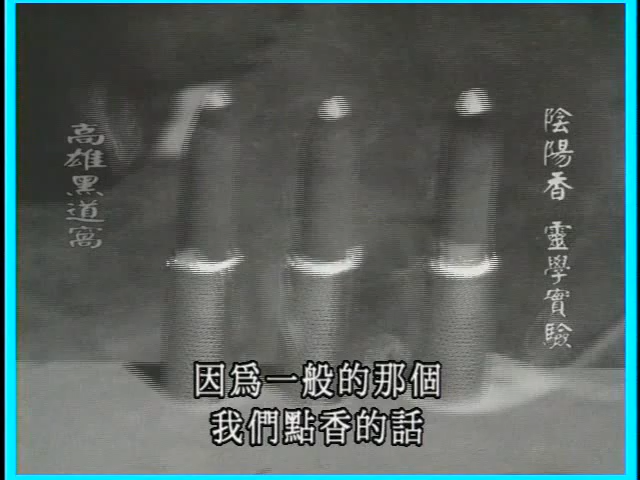 陰陽香 靈學實驗
高雄黑道窩
因爲一般的那個
我們點香的話